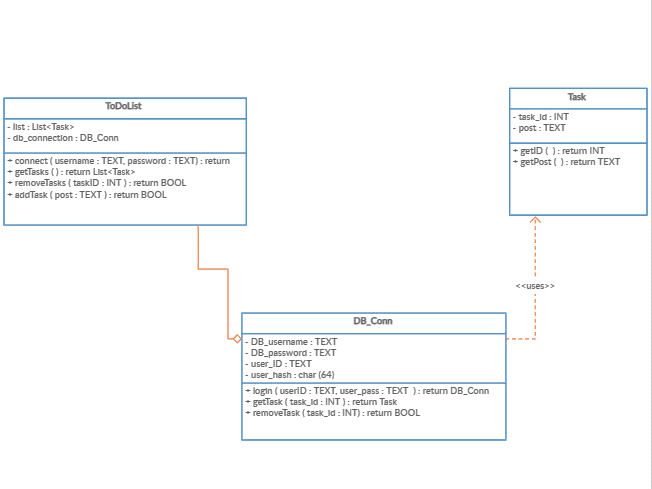 ToDoList
- list : List<Task>
- db_connection : DB_Conn
+ connect ( username : TEXT, password : TEXT) : return
+ getTasks ( ) : return List<Task>
+ removeTasks ( taskID : INT ) : return BOOL
+ addTask ( post : TEXT ) : return BOOL
Task
- task_id : INT
- post : TEXT
+ getID ( ) : return INT
+ getPost ( ) : return TEXT
<<uses>>
DB_Conn
- DB_username : TEXT
- DB_password : TEXT
- user_ID : TEXT
- user_hash : char (64)
+ login ( userID : TEXT, user_pass : TEXT ) : return DB_Conn
+ getTask ( task_id : INT ) : return Task
+ removeTask ( task_id : INT) : return BOOL